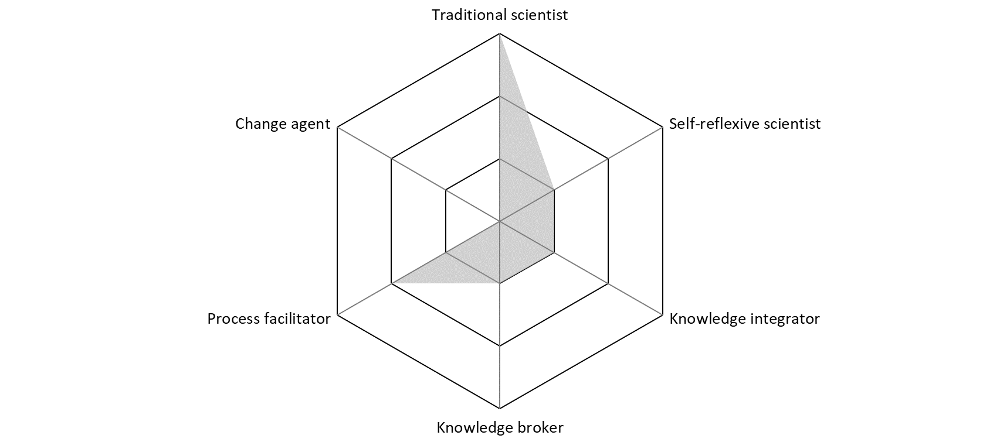 Traditional scientist
Change agent
Self-reflexive scientist
Process facilitator
Knowledge integrator
Knowledge broker